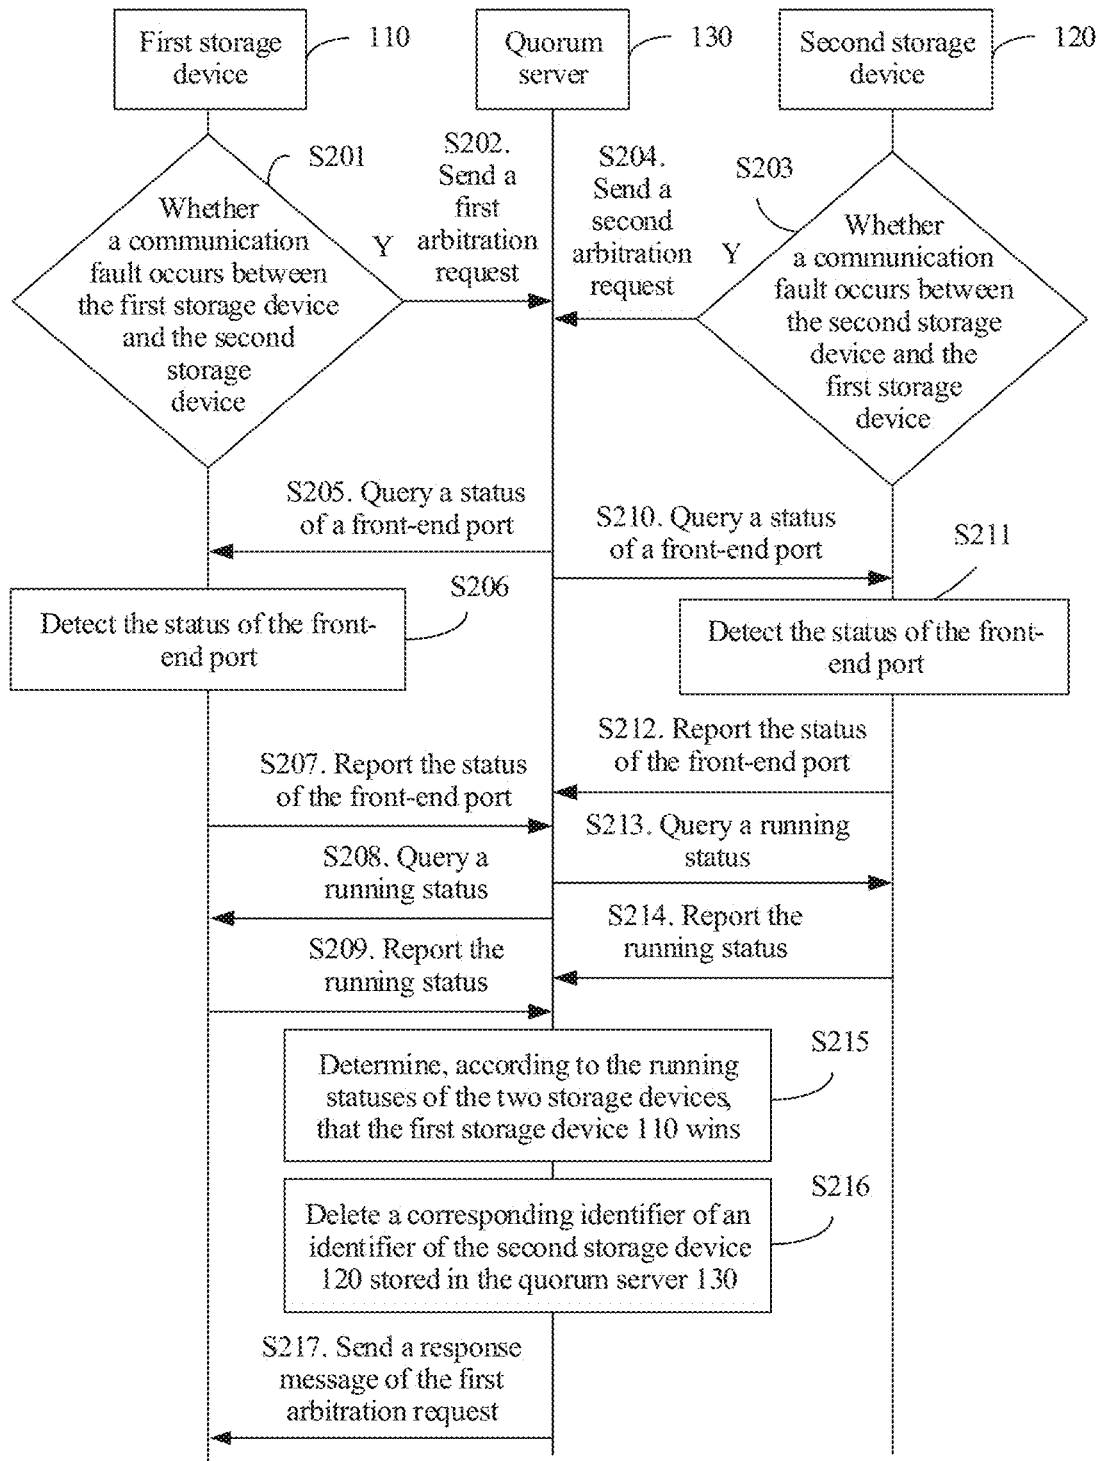 First storage
device
110
Quorum
server
130
Second storage
device
120
S201
Whether
a communication
fault occurs between
the first storage device
and the second
storage
device
Y
S202.
Send a
first
arbitration
request
S204.
Send a
second
arbitration
request
Y
S203
Whether
a communication
fault occurs between
the second storage
device and the
first storage
device
S205. Query a status
of a front-end port
S210. Query a status
of a front-end port
S211
S206
Detect the status of the front-
end port
Detect the status of the front-
end port
S212. Report the status
of the front-end port
S207. Report the status
of the front-end port
S213. Query a running
status
S208. Query a
running status
S214. Report the
running status
S209. Report the
running status
S215
Determine, according to the running
statuses of the two storage devices,
that the first storage device 110 wins
S216
Delete a corresponding identifier of an
identifier of the second storage device
120 stored in the quorum server 130
S217. Send a response
message of the first
arbitration request